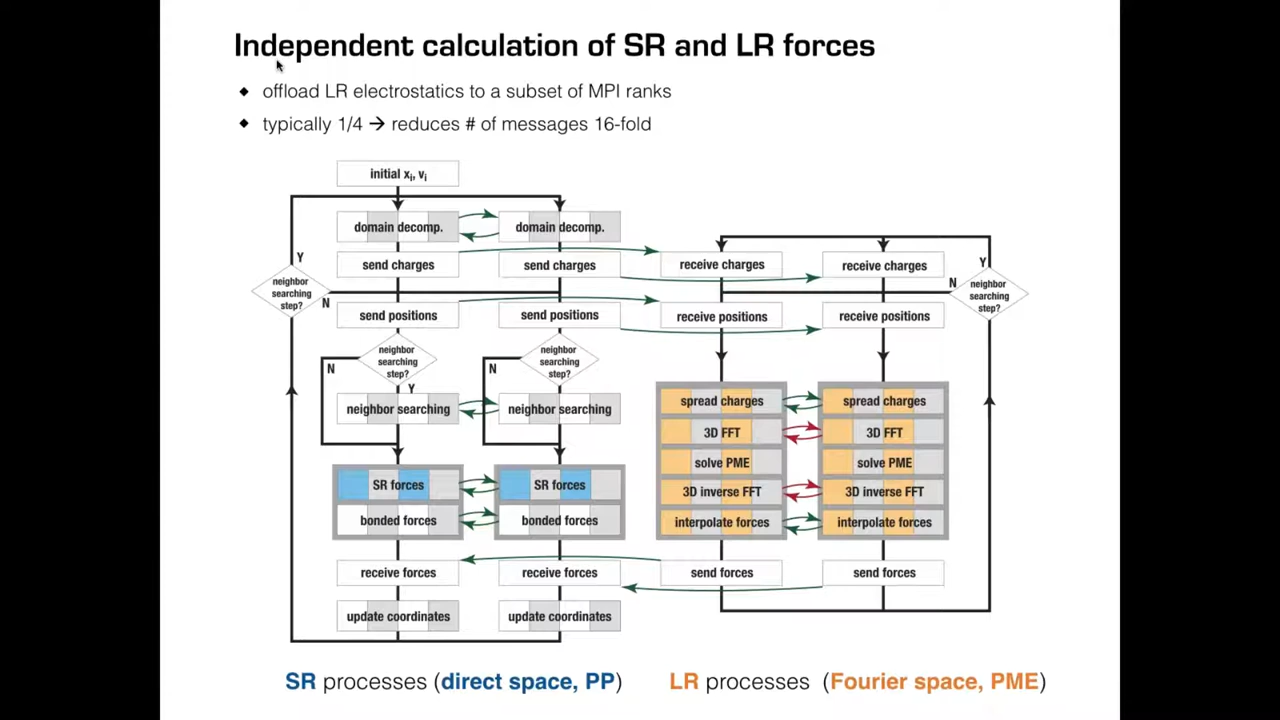 Independent calculation of SR and LR forces
◆ offload LR electrostatics to a subset of MPI ranks
◆ typically 1/4 → reduces # of messages 16-fold
initial xᵢ, vᵢ
domain decomp.
domain decomp.
send charges
send charges
receive charges
receive charges
Y
neighbor
searching
step?
N
Y
neighbor
searching
step?
N
send positions
send positions
receive positions
receive positions
neighbor
searching
step?
N
Y
neighbor
searching
step?
N
neighbor searching
neighbor searching
spread charges
spread charges
3D FFT
3D FFT
solve PME
solve PME
SR forces
SR forces
3D inverse FFT
3D inverse FFT
bonded forces
bonded forces
interpolate forces
interpolate forces
receive forces
receive forces
send forces
send forces
update coordinates
update coordinates
SR processes (direct space, PP)
LR processes (Fourier space, PME)